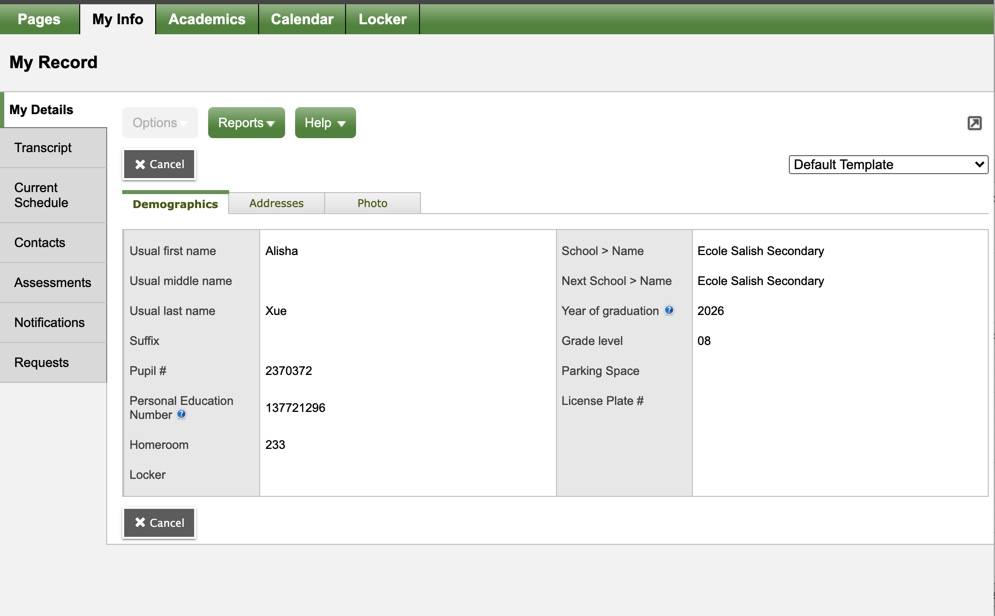 Pages
My Info
Academics
Calendar
Locker
My Record
My Details
Transcript
Current
Schedule
Contacts
Assessments
Notifications
Requests
Options
Reports
Help
Cancel
Default Template
Demographics
Addresses
Photo
Usual first name Alisha
Usual middle name
Usual last name Xue
Suffix
Pupil # 2370372
Personal Education
Number 137721296
Homeroom 233
Locker
School > Name Ecole Salish Secondary
Next School > Name Ecole Salish Secondary
Year of graduation 2026
Grade level 08
Parking Space
License Plate #
Cancel